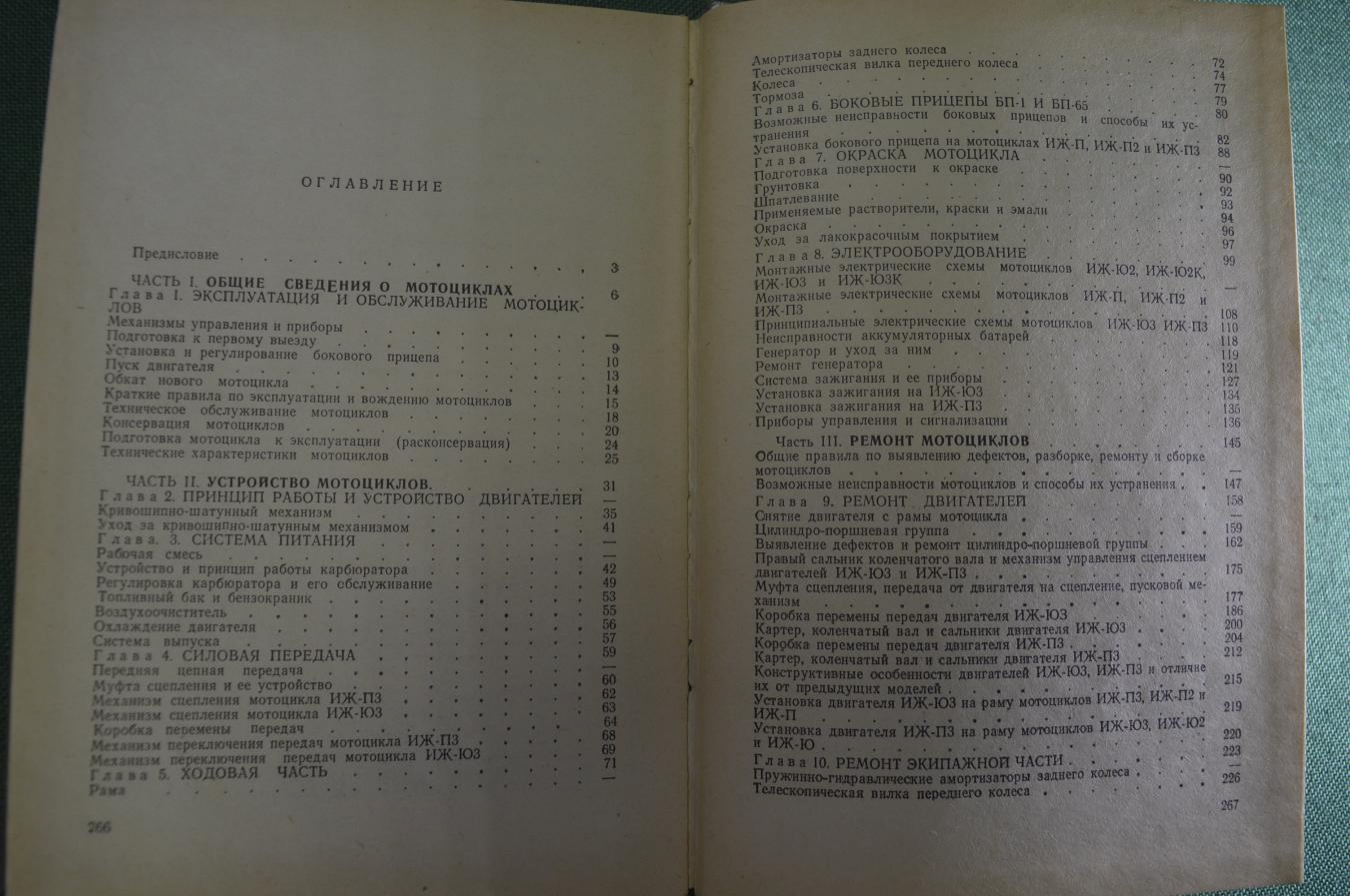 ОГЛАВЛЕНИЕ
Предисловие . . . . . . . . . . . . 3
ЧАСТЬ I. ОБЩИЕ СВЕДЕНИЯ О МОТОЦИКЛАХ . . . 6
Глава I. ЭКСПЛУАТАЦИЯ И ОБСЛУЖИВАНИЕ МОТОЦИК-
ЛОВ
Механизмы управления и приборы . . . . . . . —
Подготовка к первому выезду . . . . . . . . 9
Установка и регулирование бокового прицепа . . . . 10
Пуск двигателя . . . . . . . . . . . 13
Обкат нового мотоцикла . . . . . . . . . 14
Краткие правила по эксплуатации и вождению мотоциклов . . . 15
Техническое обслуживание мотоциклов . . . . . . 18
Консервация мотоциклов . . . . . . . . . 20
Подготовка мотоцикла к эксплуатации (расконсервация) . . . 24
Технические характеристики мотоциклов . . . . . . 25
ЧАСТЬ II. УСТРОЙСТВО МОТОЦИКЛОВ. . . . . . 31
Глава 2. ПРИНЦИП РАБОТЫ И УСТРОЙСТВО ДВИГАТЕЛЕЙ —
Кривошипно-шатунный механизм . . . . . . . 35
Уход за кривошипно-шатунным механизмом . . . . . 41
Глава. 3. СИСТЕМА ПИТАНИЯ . . . . . . . —
Рабочая смесь . . . . . . . . . . . —
Устройство и принцип работы карбюратора . . . . . 42
Регулировка карбюратора и его обслуживание . . . . 49
Топливный бак и бензокраник . . . . . . . . 53
Воздухоочиститель . . . . . . . . . . 55
Охлаждение двигателя . . . . . . . . . 56
Система выпуска . . . . . . . . . . . 57
Глава 4. СИЛОВАЯ ПЕРЕДАЧА . . . . . . . 59
Передняя цепная передача . . . . . . . . —
Муфта сцепления и ее устройство . . . . . . . 60
Механизм сцепления мотоцикла ИЖ-П3 . . . . . . 62
Механизм сцепления мотоцикла ИЖ-Ю3 . . . . . . 63
Коробка перемены передач . . . . . . . . 64
Механизм переключения передач мотоцикла ИЖ-П3 . . . . 68
Механизм переключения передач мотоцикла ИЖ-Ю3 . . . . 69
Глава 5. ХОДОВАЯ ЧАСТЬ . . . . . . . . 71
Рама . . . . . . . . . . . . . —
266
Амортизаторы заднего колеса . . . . . . . . 72
Телескопическая вилка переднего колеса . . . . . . 74
Колеса . . . . . . . . . . . . . 77
Тормоза . . . . . . . . . . . . . 79
Глава 6. БОКОВЫЕ ПРИЦЕПЫ БП-1 И БП-65 . . . . 80
Возможные неисправности боковых прицепов и способы их ус-
транения . . . . . . . . . . . . 82
Установка бокового прицепа на мотоциклах ИЖ-П, ИЖ-П2 и ИЖ-П3 88
Глава 7. ОКРАСКА МОТОЦИКЛА . . . . . . . —
Подготовка поверхности к окраске . . . . . . . 90
Грунтовка . . . . . . . . . . . . 92
Шпатлевание . . . . . . . . . . . 93
Применяемые растворители, краски и эмали . . . . . 94
Окраска . . . . . . . . . . . . 96
Уход за лакокрасочным покрытием . . . . . . . 97
Глава 8. ЭЛЕКТРООБОРУДОВАНИЕ . . . . . . . 99
Монтажные электрические схемы мотоциклов ИЖ-Ю2, ИЖ-Ю2К,
ИЖ-Ю3 и ИЖ-Ю3К . . . . . . . . . . —
Монтажные электрические схемы мотоциклов ИЖ-П, ИЖ-П2 и
ИЖ-П3 . . . . . . . . . . . . . 108
Принципиальные электрические схемы мотоциклов ИЖ-Ю3 ИЖ-П3 110
Неисправности аккумуляторных батарей . . . . . . 118
Генератор и уход за ним . . . . . . . . . 119
Ремонт генератора . . . . . . . . . . 121
Система зажигания и ее приборы . . . . . . . 127
Установка зажигания на ИЖ-Ю3 . . . . . . . 134
Установка зажигания на ИЖ-П3 . . . . . . . 135
Приборы управления и сигнализации . . . . . . 136
Часть III. РЕМОНТ МОТОЦИКЛОВ . . . . . . 145
Общие правила по выявлению дефектов, разборке, ремонту и сборке
мотоциклов . . . . . . . . . . . . —
Возможные неисправности мотоциклов и способы их устранения . . 147
Глава 9. РЕМОНТ ДВИГАТЕЛЕЙ . . . . . . . 158
Снятие двигателя с рамы мотоцикла . . . . . . . —
Цилиндро-поршневая группа . . . . . . . . 159
Выявление дефектов и ремонт цилиндро-поршневой группы . . . 162
Правый сальник коленчатого вала и механизм управления сцеплением
двигателей ИЖ-Ю3 и ИЖ-П3 . . . . . . . . 175
Муфта сцепления, передача от двигателя на сцепление, пусковой ме-
ханизм . . . . . . . . . . . . . 177
Коробка перемены передач двигателя ИЖ-Ю3 . . . . . 186
Картер, коленчатый вал и сальники двигателя ИЖ-Ю3 . . . . 200
Коробка перемены передач двигателя ИЖ-П3 . . . . . 204
Картер, коленчатый вал и сальники двигателя ИЖ-П3 . . . . 212
Конструктивные особенности двигателей ИЖ-Ю3, ИЖ-П3 и отличие
их от предыдущих моделей . . . . . . . . . 215
Установка двигателя ИЖ-Ю3 на раму мотоциклов ИЖ-П3, ИЖ-П2 и
ИЖ-П . . . . . . . . . . . . . 219
Установка двигателя ИЖ-П3 на раму мотоциклов ИЖ-Ю3, ИЖ-Ю2
и ИЖ-Ю . . . . . . . . . . . . . 220
Глава 10. РЕМОНТ ЭКИПАЖНОЙ ЧАСТИ . . . . . 223
Пружинно-гидравлические амортизаторы заднего колеса . . . . —
Телескопическая вилка переднего колеса . . . . . . 226
267